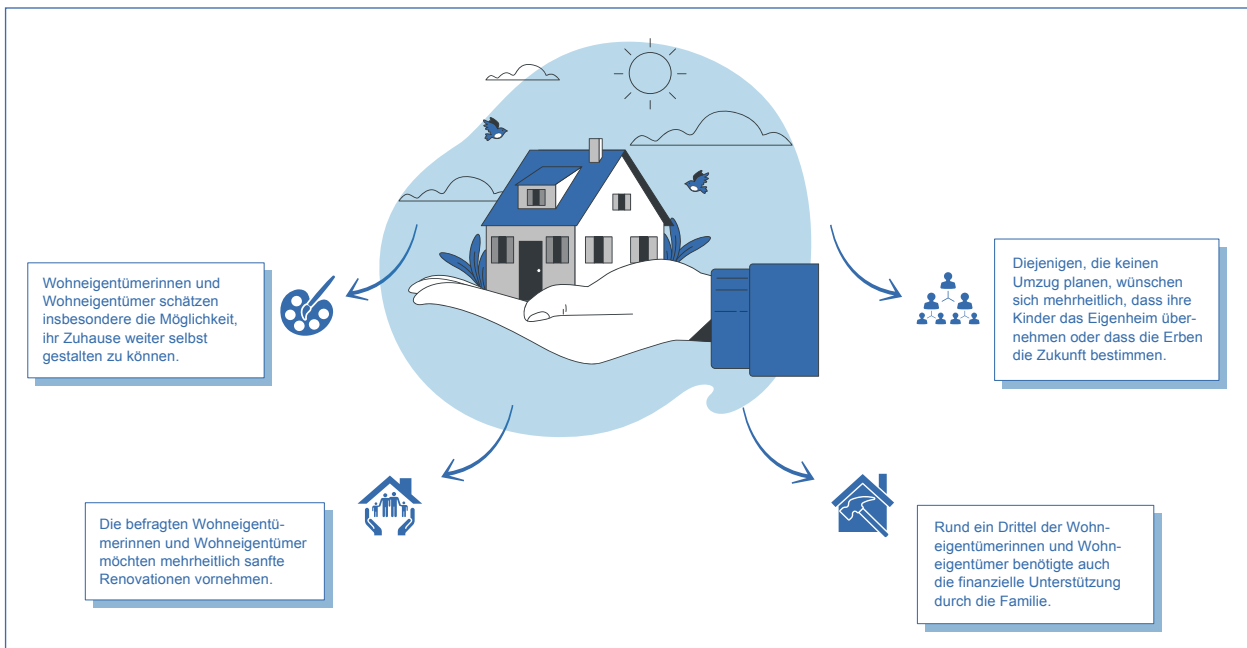 Wohneigentümerinnen und
Wohneigentümer schätzen
insbesondere die Möglichkeit,
ihr Zuhause weiter selbst
gestalten zu können.
Diejenigen, die keinen
Umzug planen, wünschen
sich mehrheitlich, dass ihre
Kinder das Eigenheim über-
nehmen oder dass die Erben
die Zukunft bestimmen.
Die befragten Wohneigentü-
merinnen und Wohneigentümer
möchten mehrheitlich sanfte
Renovationen vornehmen.
Rund ein Drittel der Wohn-
eigentümerinnen und Wohn-
eigentümer benötigte auch
die finanzielle Unterstützung
durch die Familie.